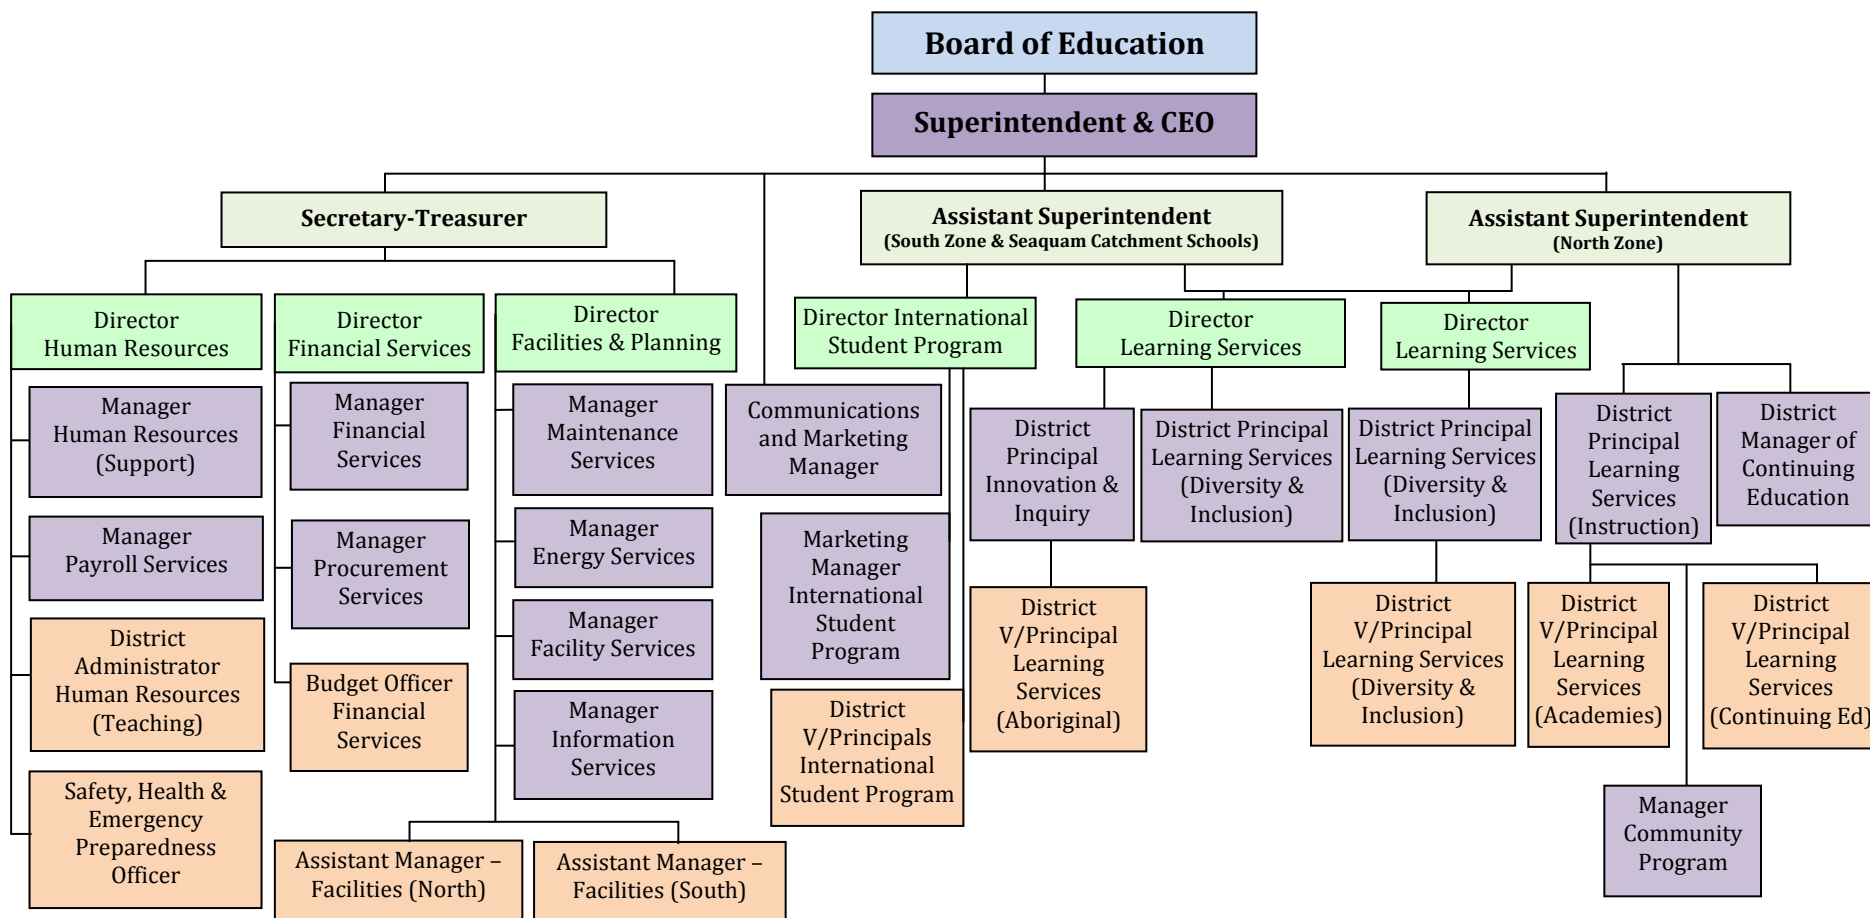 Board of Education
Superintendent & CEO
Secretary-Treasurer
Assistant Superintendent
(South Zone & Seaquam Catchment Schools)
Assistant Superintendent
(North Zone)
Director
Human Resources
Director
Financial Services
Director
Facilities & Planning
Director International
Student Program
Director
Learning Services
Director
Learning Services
Manager
Human Resources
(Support)
Manager
Financial
Services
Manager
Maintenance
Services
Communications
and Marketing
Manager
District
Principal
Innovation &
Inquiry
District Principal
Learning Services
(Diversity &
Inclusion)
District Principal
Learning Services
(Diversity &
Inclusion)
District
Principal
Learning
Services
(Instruction)
District
Manager of
Continuing
Education
Manager
Payroll Services
Manager
Procurement
Services
Manager
Energy Services
Marketing
Manager
International
Student
Program
District
Administrator
Human Resources
(Teaching)
Budget Officer
Financial
Services
Manager
Facility Services
Manager
Information
Services
District
V/Principals
International
Student Program
District
V/Principal
Learning
Services
(Aboriginal)
District
V/Principal
Learning Services
(Diversity &
Inclusion)
District
V/Principal
Learning
Services
(Academies)
District
V/Principal
Learning
Services
(Continuing Ed)
Safety, Health &
Emergency
Preparedness
Officer
Assistant Manager –
Facilities (North)
Assistant Manager –
Facilities (South)
Manager
Community
Program